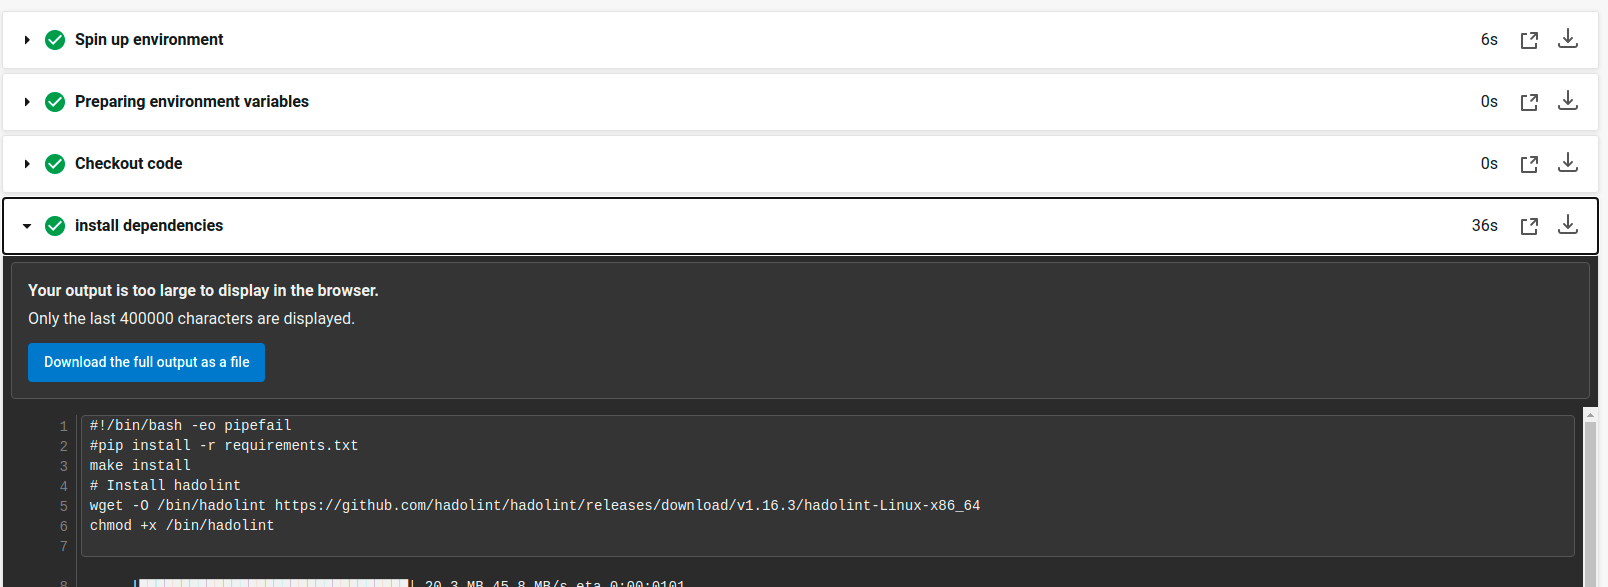 Spin up environment 6s
Preparing environment variables 0s
Checkout code 0s
install dependencies 36s
Your output is too large to display in the browser.
Only the last 400000 characters are displayed.
Download the full output as a file
1 #!/bin/bash -eo pipefail
2 #pip install -r requirements.txt
3 make install
4 # Install hadolint
5 wget -O /bin/hadolint https://github.com/hadolint/hadolint/releases/download/v1.16.3/hadolint-Linux-x86_64
6 chmod +x /bin/hadolint
7
8 |████████████████████████████████| 20.3 MB 45.8 MB/s eta 0:00:0101